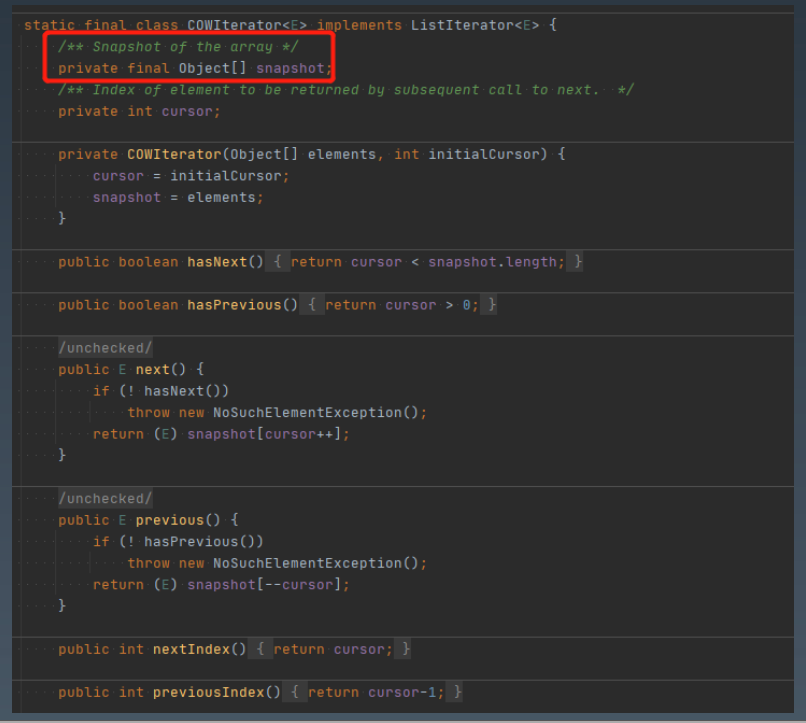 static final class COWIterator<E> implements ListIterator<E> {
/** Snapshot of the array */
private final Object[] snapshot;
/** Index of element to be returned by subsequent call to next.  */
private int cursor;
private COWIterator(Object[] elements, int initialCursor) {
cursor = initialCursor;
snapshot = elements;
}
public boolean hasNext() { return cursor < snapshot.length; }
public boolean hasPrevious() { return cursor > 0; }
/unchecked/
public E next() {
if (! hasNext())
throw new NoSuchElementException();
return (E) snapshot[cursor++];
}
/unchecked/
public E previous() {
if (! hasPrevious())
throw new NoSuchElementException();
return (E) snapshot[--cursor];
}
public int nextIndex() { return cursor; }
public int previousIndex() { return cursor-1; }